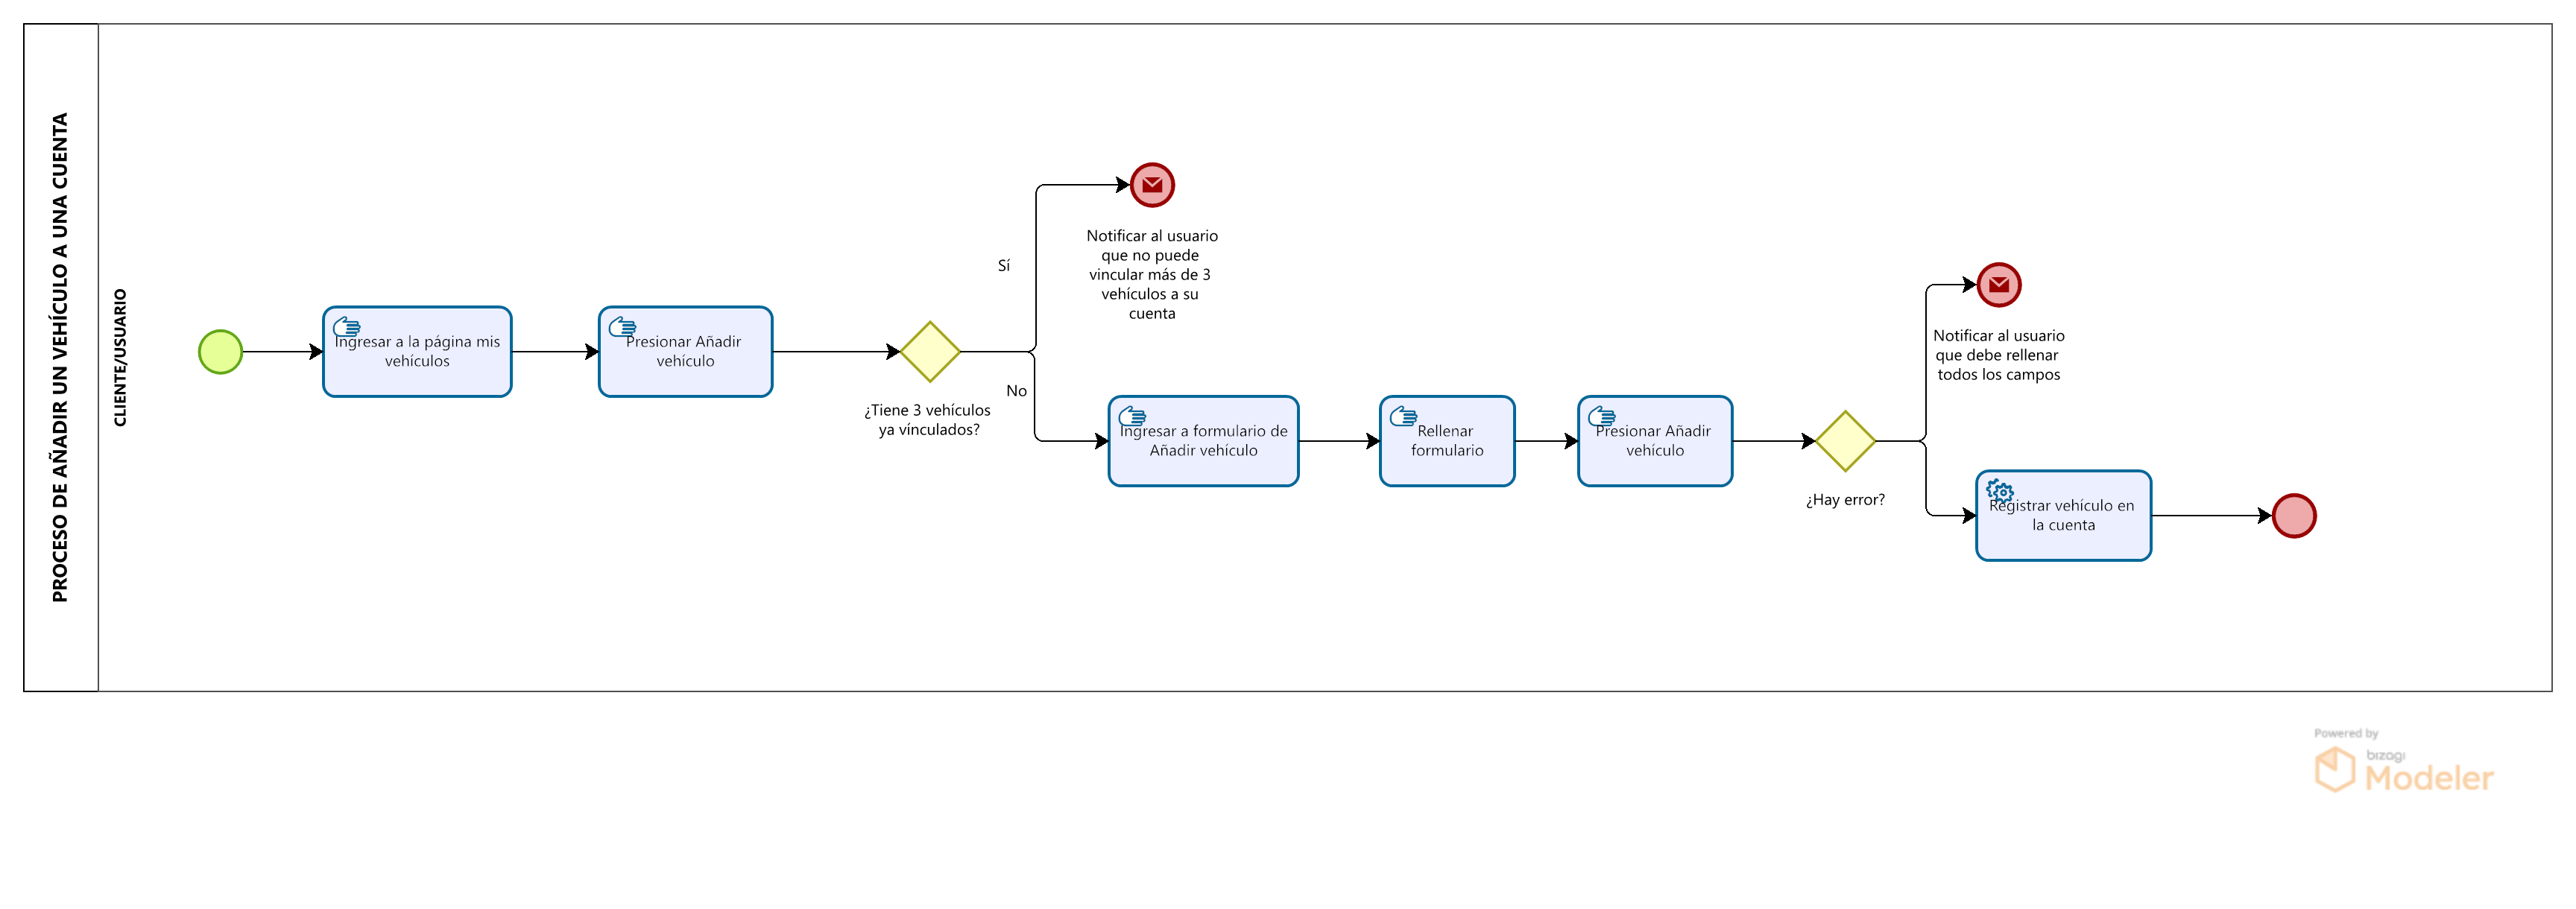 PROCESO DE AÑADIR UN VEHÍCULO A UNA CUENTA
CLIENTE/USUARIO
Ingresar a la página mis
vehículos
Presionar Añadir
vehículo
¿Tiene 3 vehículos
ya vínculados?
Sí
No
Notificar al usuario
que no puede
vincular más de 3
vehículos a su
cuenta
Ingresar a formulario de
Añadir vehículo
Rellenar
formulario
Presionar Añadir
vehículo
¿Hay error?
Notificar al usuario
que debe rellenar
todos los campos
Registrar vehículo en
la cuenta
Powered by
bizagi
Modeler